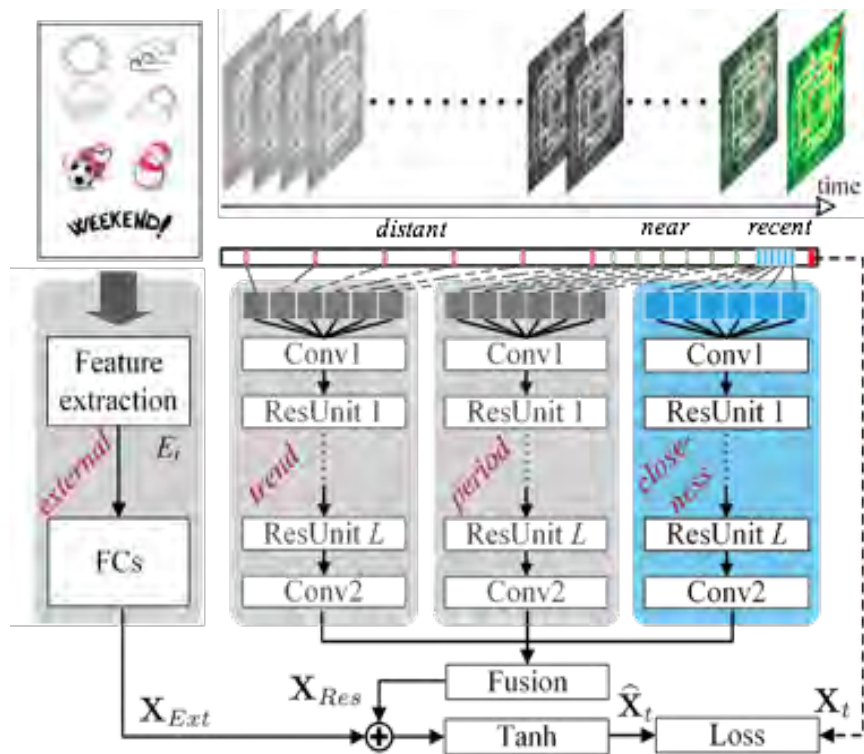 WEEKEND!
time
distant near recent
Feature
extraction
E_t
external
FCs
Conv1
ResUnit 1
trend
ResUnit L
Conv2
Conv1
ResUnit 1
period
ResUnit L
Conv2
Conv1
ResUnit 1
close-
ness
ResUnit L
Conv2
Fusion
X_Res
X_Ext
Tanh
X̂_t
Loss
X_t